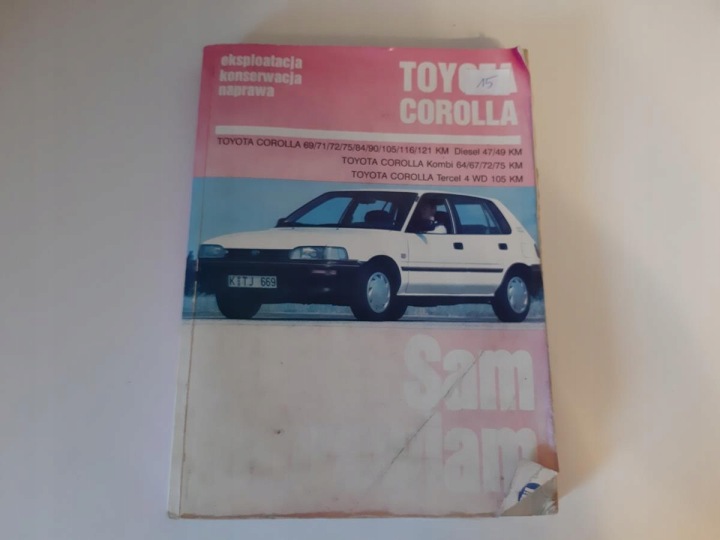 eksploatacja
konserwacja
naprawa
TOYOTA
15
COROLLA
TOYOTA COROLLA 69/71/72/75/84/90/105/116/121 KM Diesel 47/49 KM
TOYOTA COROLLA Kombi 64/67/72/75 KM
TOYOTA COROLLA Tercel 4 WD 105 KM
K TJ 669
Sam